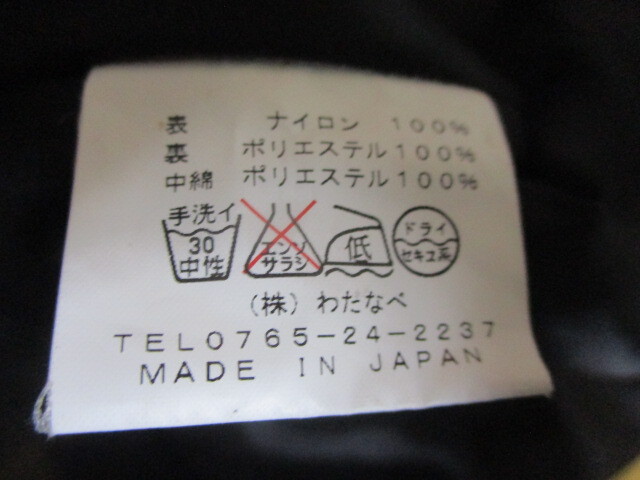 表 ナイロン 100%
裏 ポリエステル100%
中綿 ポリエステル100%
手洗イ
30
中性
エンソ
サラシ
低
ドライ
セキユ系
(株) わたなべ
TEL0765-24-2237
MADE IN JAPAN